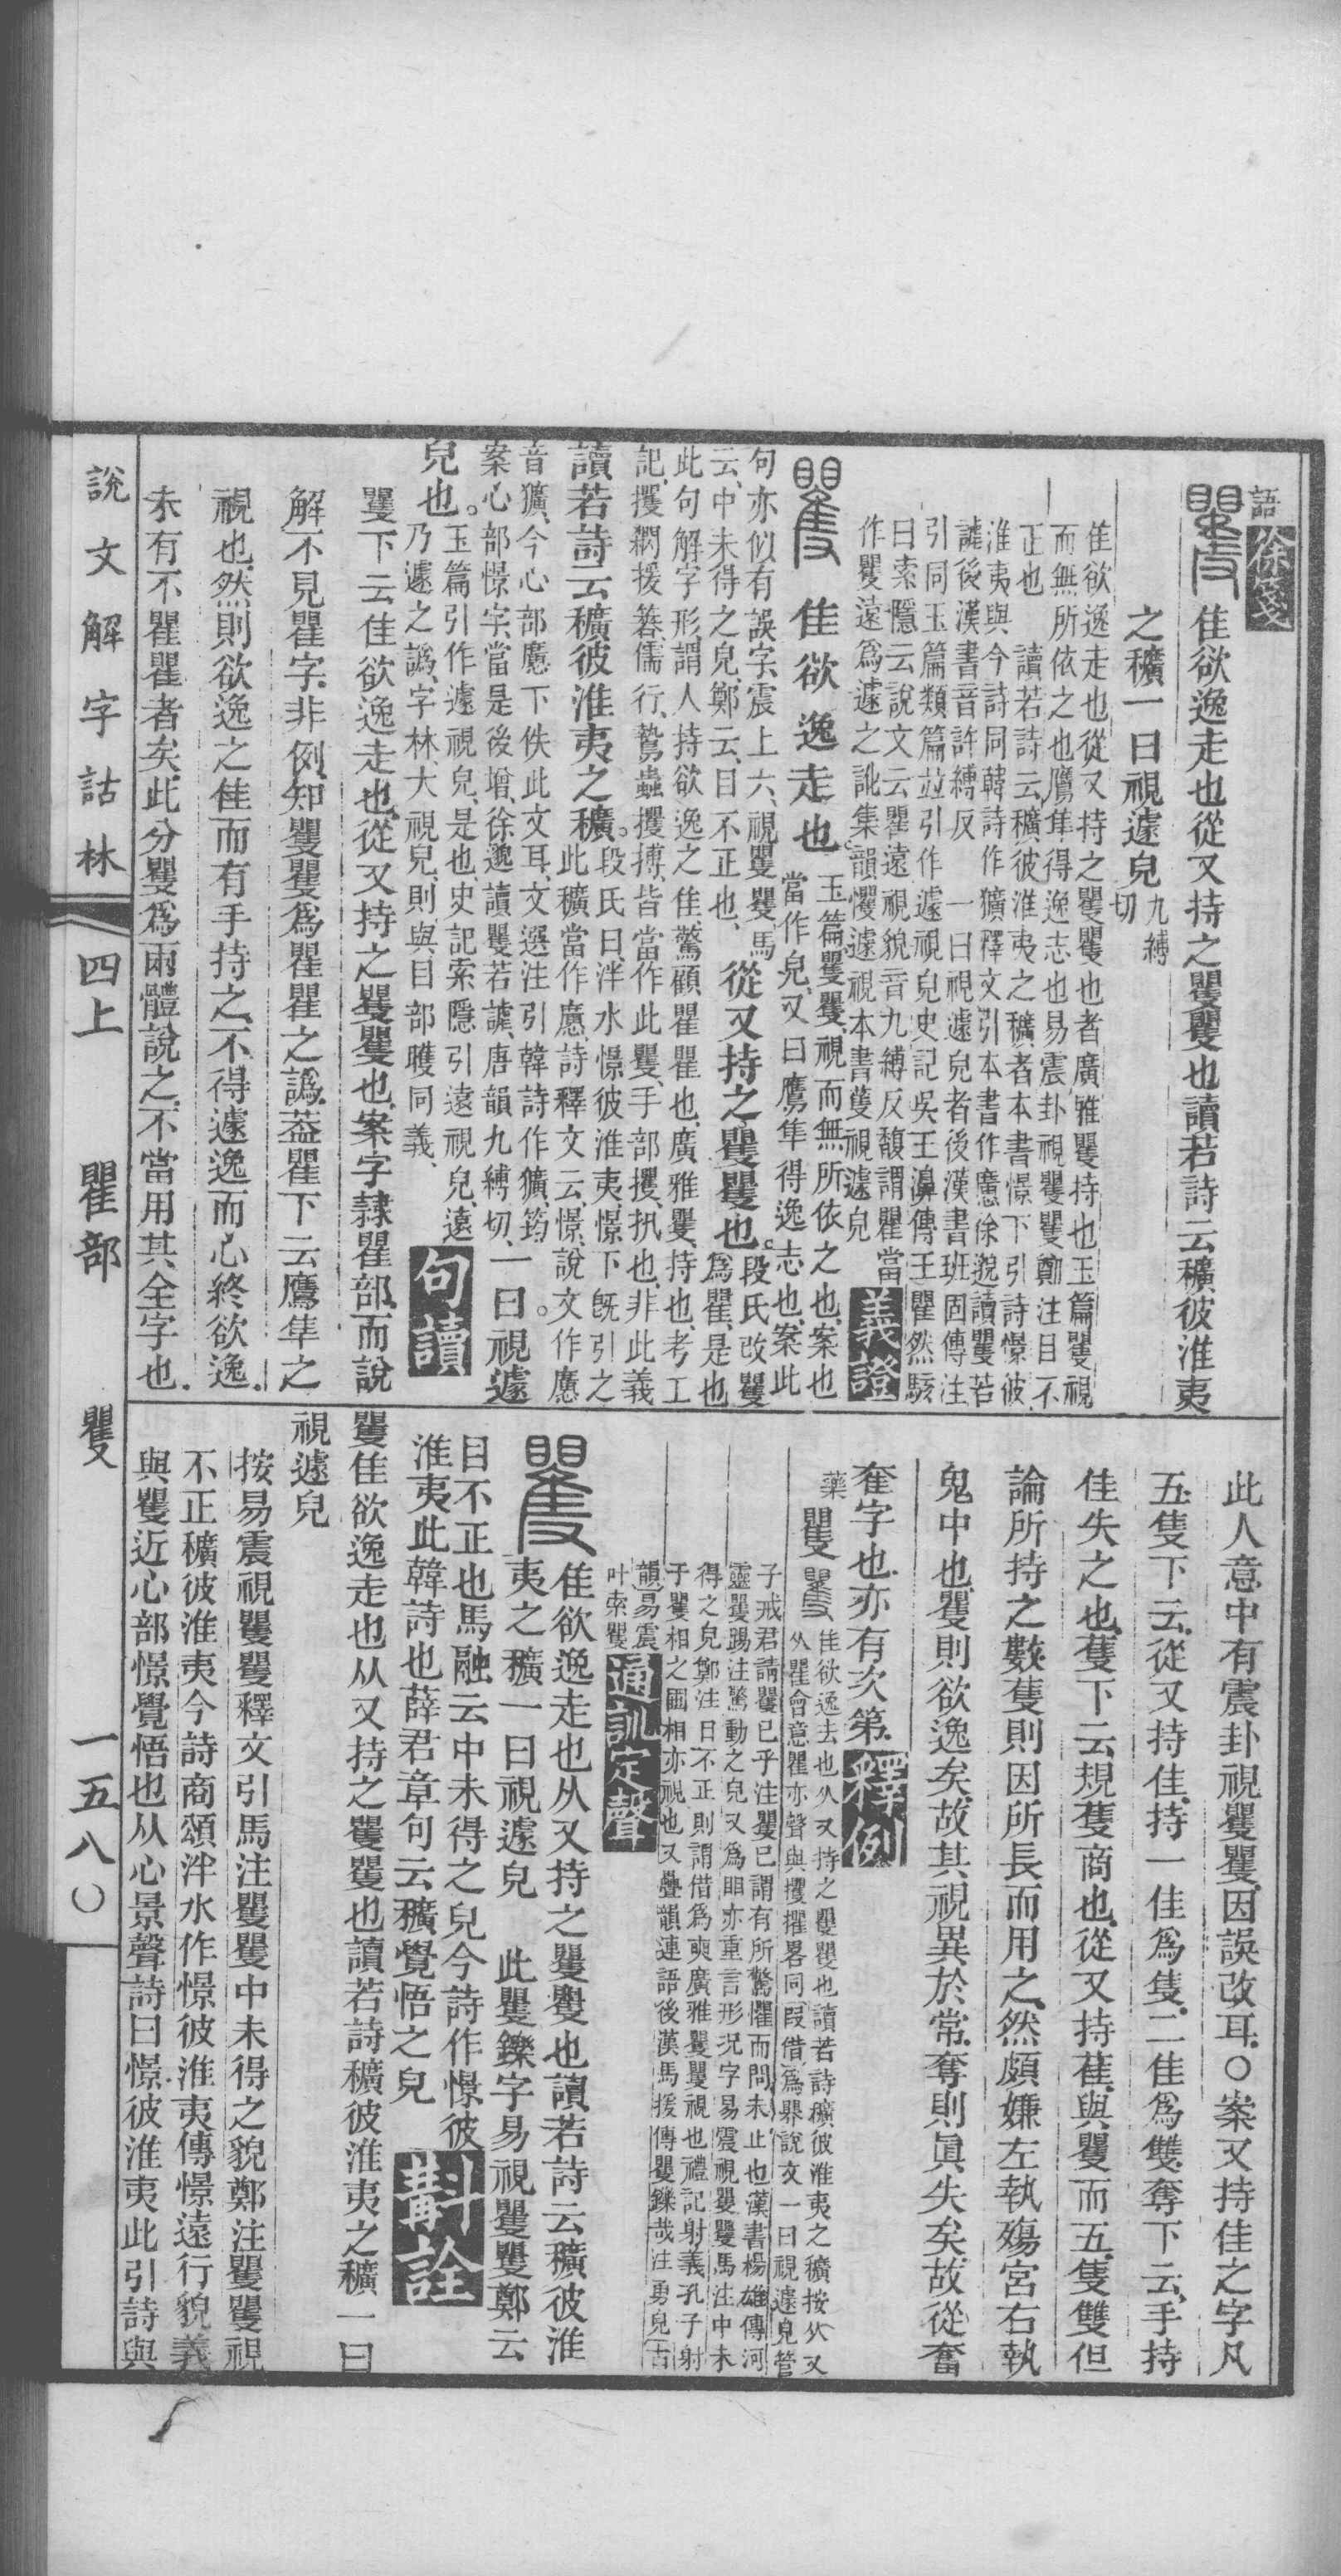 語徐箋
隹欲逸走也從又持之矍矍也讀若詩云穬彼淮夷
之穬一曰視遽皃九縛切
隹欲逸走也從又持之矍矍也者廣雅矍持也玉篇矍視
而無所依之也鷹隼得逸志也易震卦視矍矍鄭注目不
正也　讀若詩云穬彼淮夷之穬者本書憬下引詩憬彼
淮夷與今詩同韓詩作獷釋文引本書作懬徐邈讀矍若
謔後漢書音許縛反　一曰視遽皃者後漢書班固傳注
引同玉篇類篇並引作遽視皃史記吳王濞傳王瞿然駭
曰索隱云說文云瞿遠視貌音九縛反馥謂瞿當
作矍遠爲遽之訛集韻戄遽視本書蒦視遽皃義證
隹欲逸走也玉篇矍矍視而無所依之也案也
當作皃又曰鷹隼得逸志也案此
句亦似有誤字震上六視矍矍馬
云中未得之皃鄭云目不正也從又持之矍矍也段氏改矍
爲瞿是也
此句解字形謂人持欲逸之隹驚顧瞿瞿也廣雅矍持也考工
記攫閷援簭儒行鷙蟲攫搏皆當作此矍手部攫扟也非此義
讀若詩云穬彼淮夷之穬段氏曰泮水憬彼淮夷憬下旣引之
此穬當作懬詩釋文云憬說文作懬
音獷今心部懬下佚此文耳文選注引韓詩作獷筠
案心部憬字當是後增徐邈讀矍若謔唐韻九縛切一曰視遽
皃也玉篇引作遽視皃是也史記索隱引遠視皃遠
乃遽之譌字林大視皃則與目部矆同義句讀
矍下云隹欲逸走也從又持之矍矍也案字隷瞿部而說
解不見瞿字非例知矍矍爲瞿瞿之譌葢瞿下云鷹隼之
視也然則欲逸之隹而有手持之不得遽逸而心終欲逸
未有不瞿瞿者矣此分矍爲兩體說之不當用其全字也
此人意中有震卦視矍矍因誤改耳○案又持隹之字凡
五隻下云從又持隹持一隹爲隻二隹爲雙奪下云手持
隹失之也隻下云規隻商也從又持萑與矍而五隻雙但
論所持之數隻則因所長而用之然頗嫌左執殤宮右執
鬼中也矍則欲逸矣故其視異於常奪則眞失矣故從奮
奞字也亦有次第釋例
藥
矍隹欲逸去也从又持之矍矍也讀若詩穬彼淮夷之穬按从又
从瞿會意瞿亦聲與攫擢畧同叚借爲界說文一曰視遽皃管
子戒君請矍已乎注矍已謂有所驚懼而問未止也漢書楊雄傳河
靈矍踢注驚動之皃又爲䀠亦重言形況字易震視矍矍馬注中未
得之皃鄭注目不正則謂借爲奭廣雅矍矍視也禮記射義孔子射
于矍相之圃相亦視也又疊韻連語後漢馬援傳矍鑠哉注勇皃古
韻易震
叶索矍通訓定聲
隹欲逸走也从又持之矍矍也讀若詩云穬彼淮
夷之穬一曰視遽皃　此矍鑠字易視矍矍鄭云
目不正也馬融云中未得之皃今詩作憬彼
淮夷此韓詩也薛君章句云穬覺悟之皃斠詮
矍隹欲逸走也从又持之矍矍也讀若詩穬彼淮夷之穬一曰
視遽皃
按易震視矍矍釋文引馬注矍矍中未得之貌鄭注矍矍視
不正穬彼淮夷今詩商頌泮水作憬彼淮夷傳憬遠行貌義
與矍近心部憬覺悟也从心景聲詩曰憬彼淮夷此引詩與
說文解字詁林　四上　瞿部　矍　一五八○